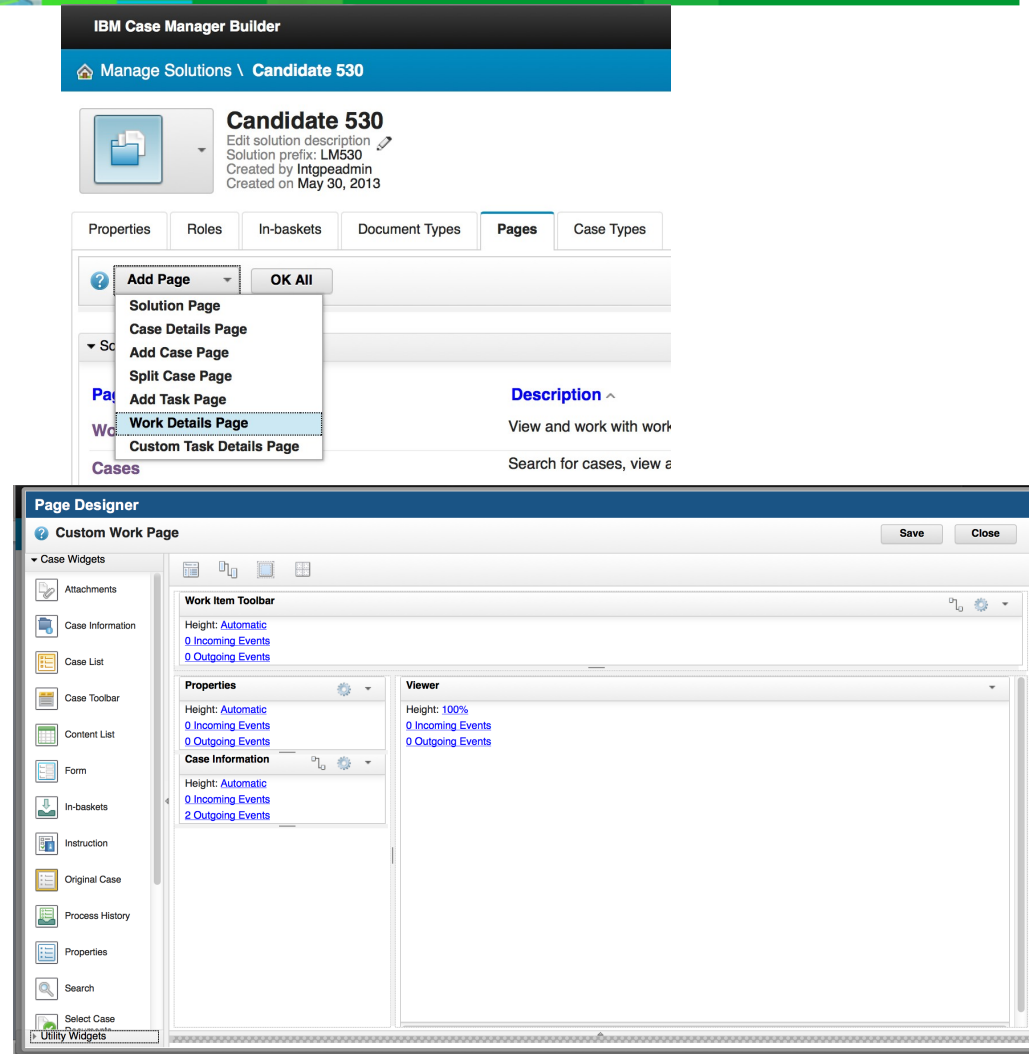 IBM Case Manager Builder
Manage Solutions \ Candidate 530
Candidate 530
Edit solution description
Solution prefix: LM530
Created by Intgpeadmin
Created on May 30, 2013
Properties Roles In-baskets Document Types Pages Case Types
Add Page OK All
Solution Page
Case Details Page
Add Case Page
Split Case Page
Add Task Page
Work Details Page
Custom Task Details Page
Description
View and work with work
Cases
Search for cases, view a
Page Designer
Custom Work Page Save Close
Case Widgets
Attachments
Case Information
Case List
Case Toolbar
Content List
Form
In-baskets
Instruction
Original Case
Process History
Properties
Search
Select Case
Utility Widgets
Work Item Toolbar
Height: Automatic
0 Incoming Events
0 Outgoing Events
Properties
Height: Automatic
0 Incoming Events
0 Outgoing Events
Case Information
Height: Automatic
0 Incoming Events
2 Outgoing Events
Viewer
Height: 100%
0 Incoming Events
0 Outgoing Events